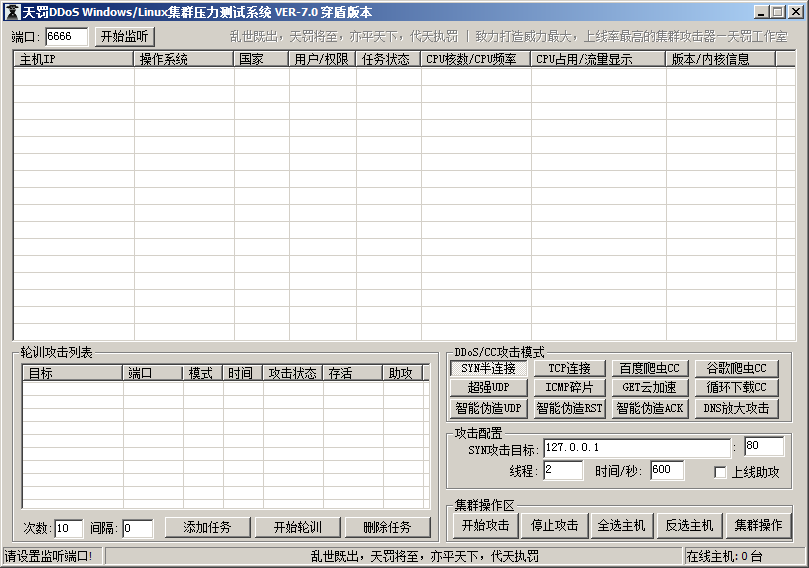 天罚DDoS Windows/Linux集群压力测试系统 VER-7.0 穿盾版本
端口: 6666 开始监听 乱世既出，天罚将至，亦平天下，代天执罚 | 致力打造威力最大，上线率最高的集群攻击器－天罚工作室
主机IP 操作系统 国家 用户/权限 任务状态 CPU核数/CPU频率 CPU占用/流量显示 版本/内核信息
轮训攻击列表
目标 端口 模式 时间 攻击状态 存活 助攻
次数: 10 间隔: 0 添加任务 开始轮训 删除任务
DDoS/CC攻击模式
SYN半连接 TCP连接 百度爬虫CC 谷歌爬虫CC
超强UDP ICMP碎片 GET云加速 循环下载CC
智能伪造UDP 智能伪造RST 智能伪造ACK DNS放大攻击
攻击配置
SYN攻击目标: 127.0.0.1 : 80
线程: 2 时间/秒: 600 上线助攻
集群操作区
开始攻击 停止攻击 全选主机 反选主机 集群操作
请设置监听端口! 乱世既出，天罚将至，亦平天下，代天执罚 在线主机: 0 台